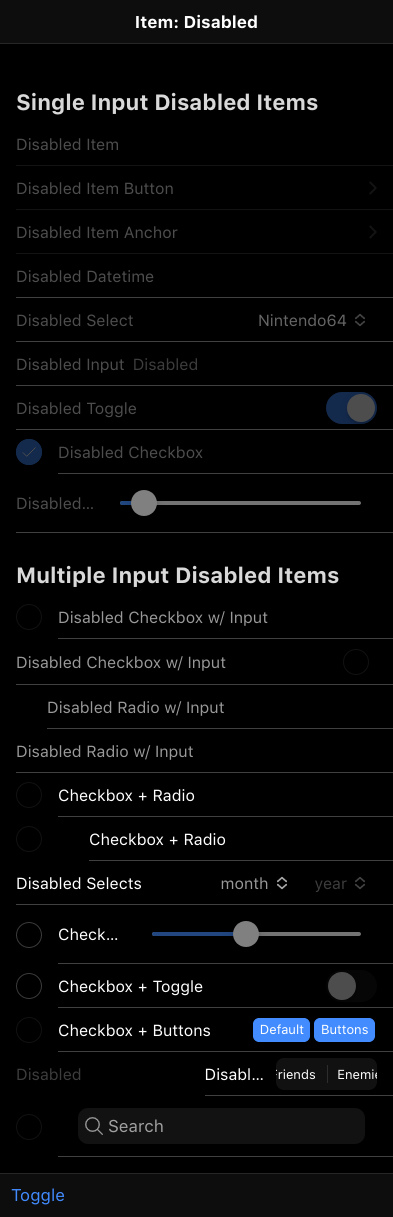 Item: Disabled
Single Input Disabled Items
Disabled Item
Disabled Item Button
Disabled Item Anchor
Disabled Datetime
Disabled Select Nintendo64
Disabled Input Disabled
Disabled Toggle
Disabled Checkbox
Disabled...
Multiple Input Disabled Items
Disabled Checkbox w/ Input
Disabled Checkbox w/ Input
Disabled Radio w/ Input
Disabled Radio w/ Input
Checkbox + Radio
Checkbox + Radio
Disabled Selects month year
Check...
Checkbox + Toggle
Checkbox + Buttons Default Buttons
Disabled Disabl... riends Enemie
Search
Toggle